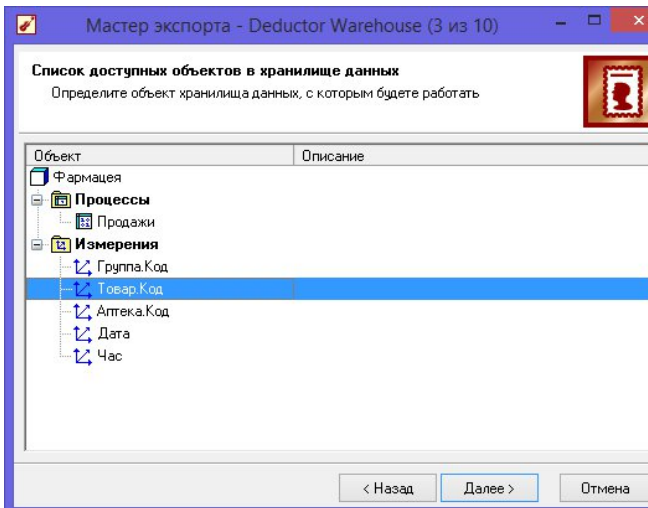 Мастер экспорта - Deductor Warehouse (3 из 10)
Список доступных объектов в хранилище данных
Определите объект хранилища данных, с которым будете работать
Объект Описание
Фармацея
Процессы
Продажи
Измерения
Группа.Код
Товар.Код
Аптека.Код
Дата
Час
< Назад Далее > Отмена